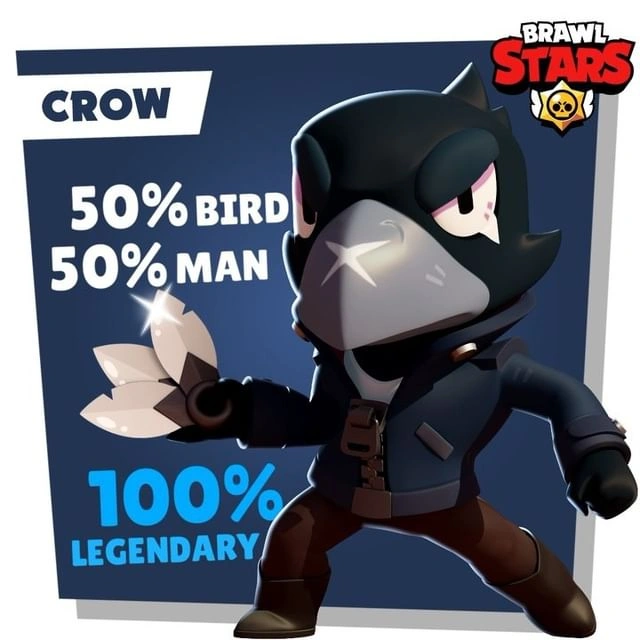 BRAWL
STARS
CROW
50% BIRD
50% MAN
100%
LEGENDARY